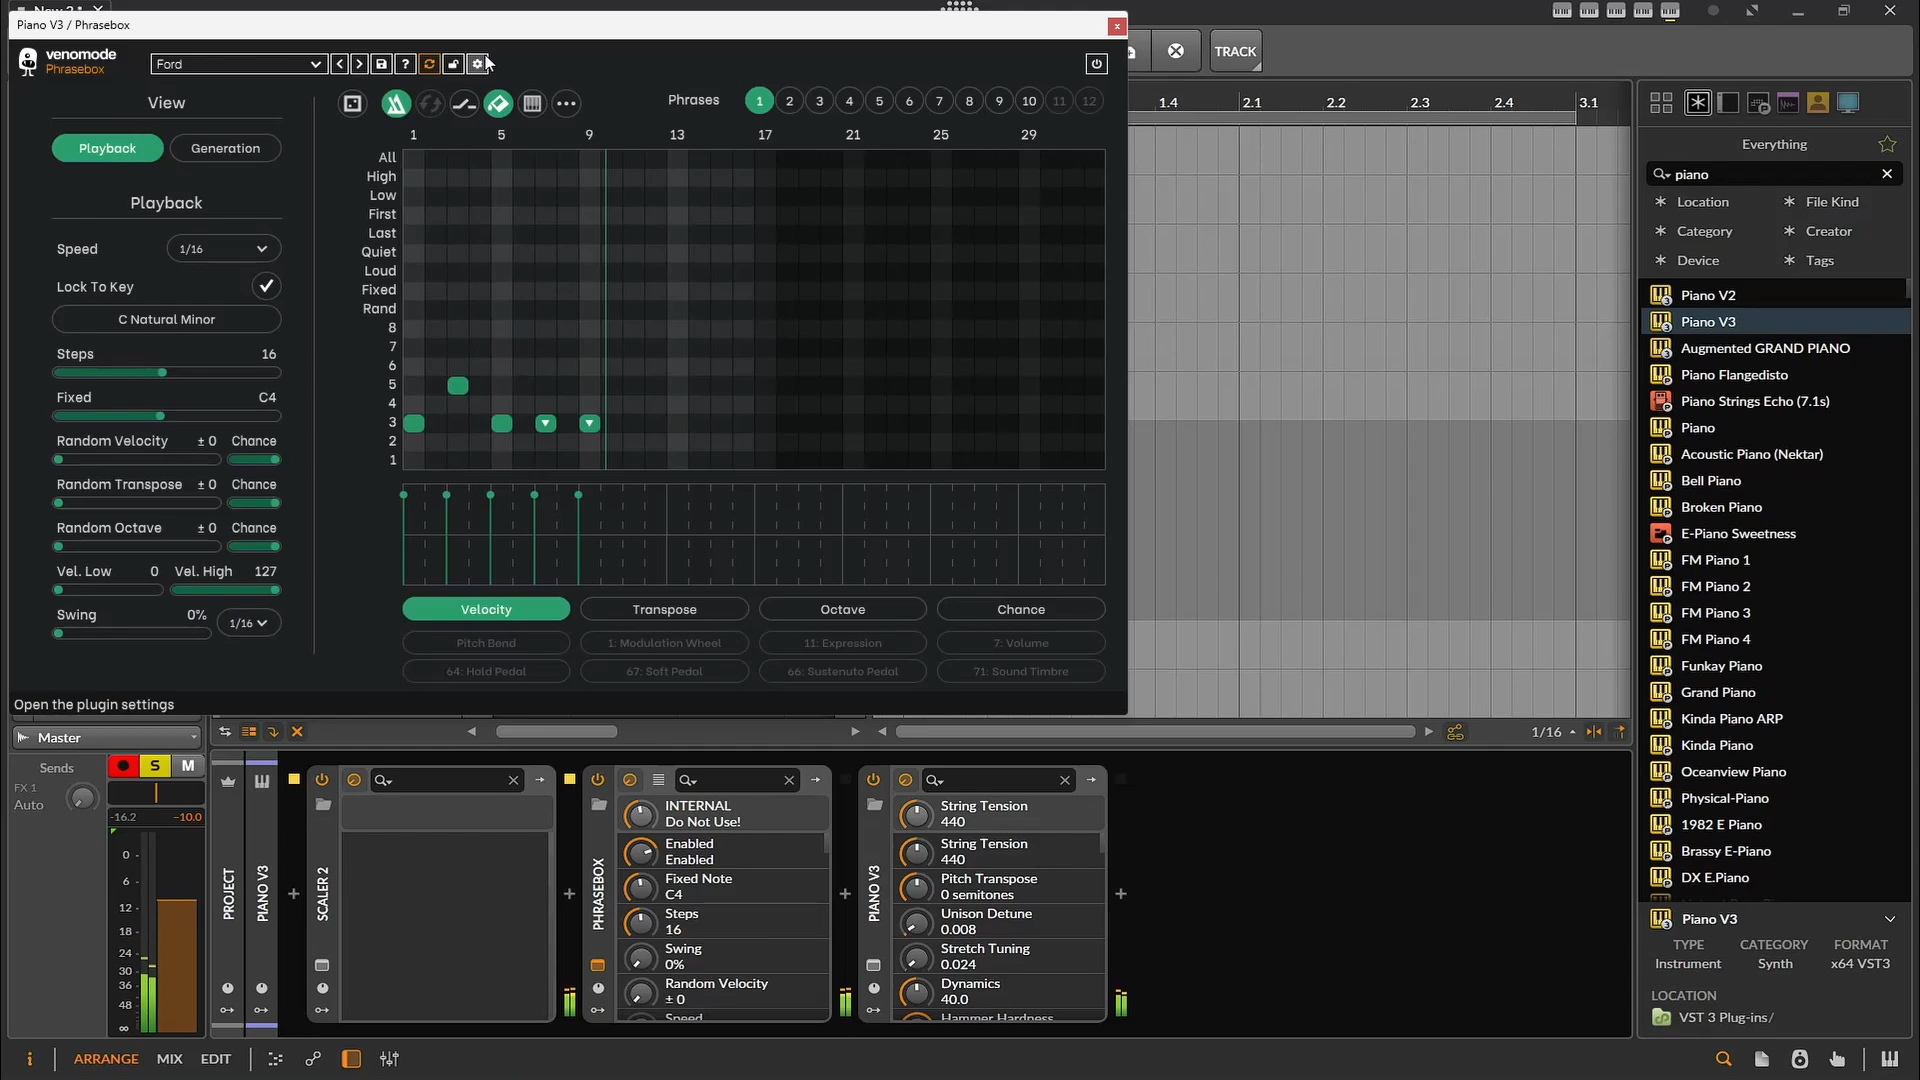 Piano V3 / Phrasebox
x
venomode
Phrasebox
Ford
?
TRACK
View
Playback
Generation
Phrases
1 2 3 4 5 6 7 8 9 10 11 12
1 5 9 13 17 21 25 29
1.4 2.1 2.2 2.3 2.4 3.1
All
High
Low
First
Last
Quiet
Loud
Fixed
Rand
8
7
6
5
4
3
2
1
Playback
Speed 1/16
Lock To Key
C Natural Minor
Steps 16
Fixed C4
Random Velocity ± 0 Chance
Random Transpose ± 0 Chance
Random Octave ± 0 Chance
Vel. Low 0 Vel. High 127
Swing 0% 1/16
Velocity Transpose Octave Chance
Pitch Bend 1: Modulation Wheel 11: Expression 7: Volume
64: Hold Pedal 67: Soft Pedal 66: Sustenuto Pedal 71: Sound Timbre
Open the plugin settings
Everything
piano
Location File Kind
Category Creator
Device Tags
Piano V2
Piano V3
Augmented GRAND PIANO
Piano Flangedisto
Piano Strings Echo (7.1s)
Piano
Acoustic Piano (Nektar)
Bell Piano
Broken Piano
E-Piano Sweetness
FM Piano 1
FM Piano 2
FM Piano 3
FM Piano 4
Funkay Piano
Grand Piano
Kinda Piano ARP
Kinda Piano
Oceanview Piano
Physical-Piano
1982 E Piano
Brassy E-Piano
DX E.Piano
Piano V3
TYPE CATEGORY FORMAT
Instrument Synth x64 VST3
LOCATION
VST 3 Plug-ins/
1/16
Master
Sends
S M
FX 1
Auto
-16.2 -10.0
0
6
12
18
24
30
36
48
∞
PROJECT
PIANO V3
SCALER 2
PHRASEBOX
INTERNAL
Do Not Use!
Enabled
Enabled
Fixed Note
C4
Steps
16
Swing
0%
Random Velocity
± 0
Speed
PIANO V3
String Tension
440
String Tension
440
Pitch Transpose
0 semitones
Unison Detune
0.008
Stretch Tuning
0.024
Dynamics
40.0
Hammer Hardness
i ARRANGE MIX EDIT